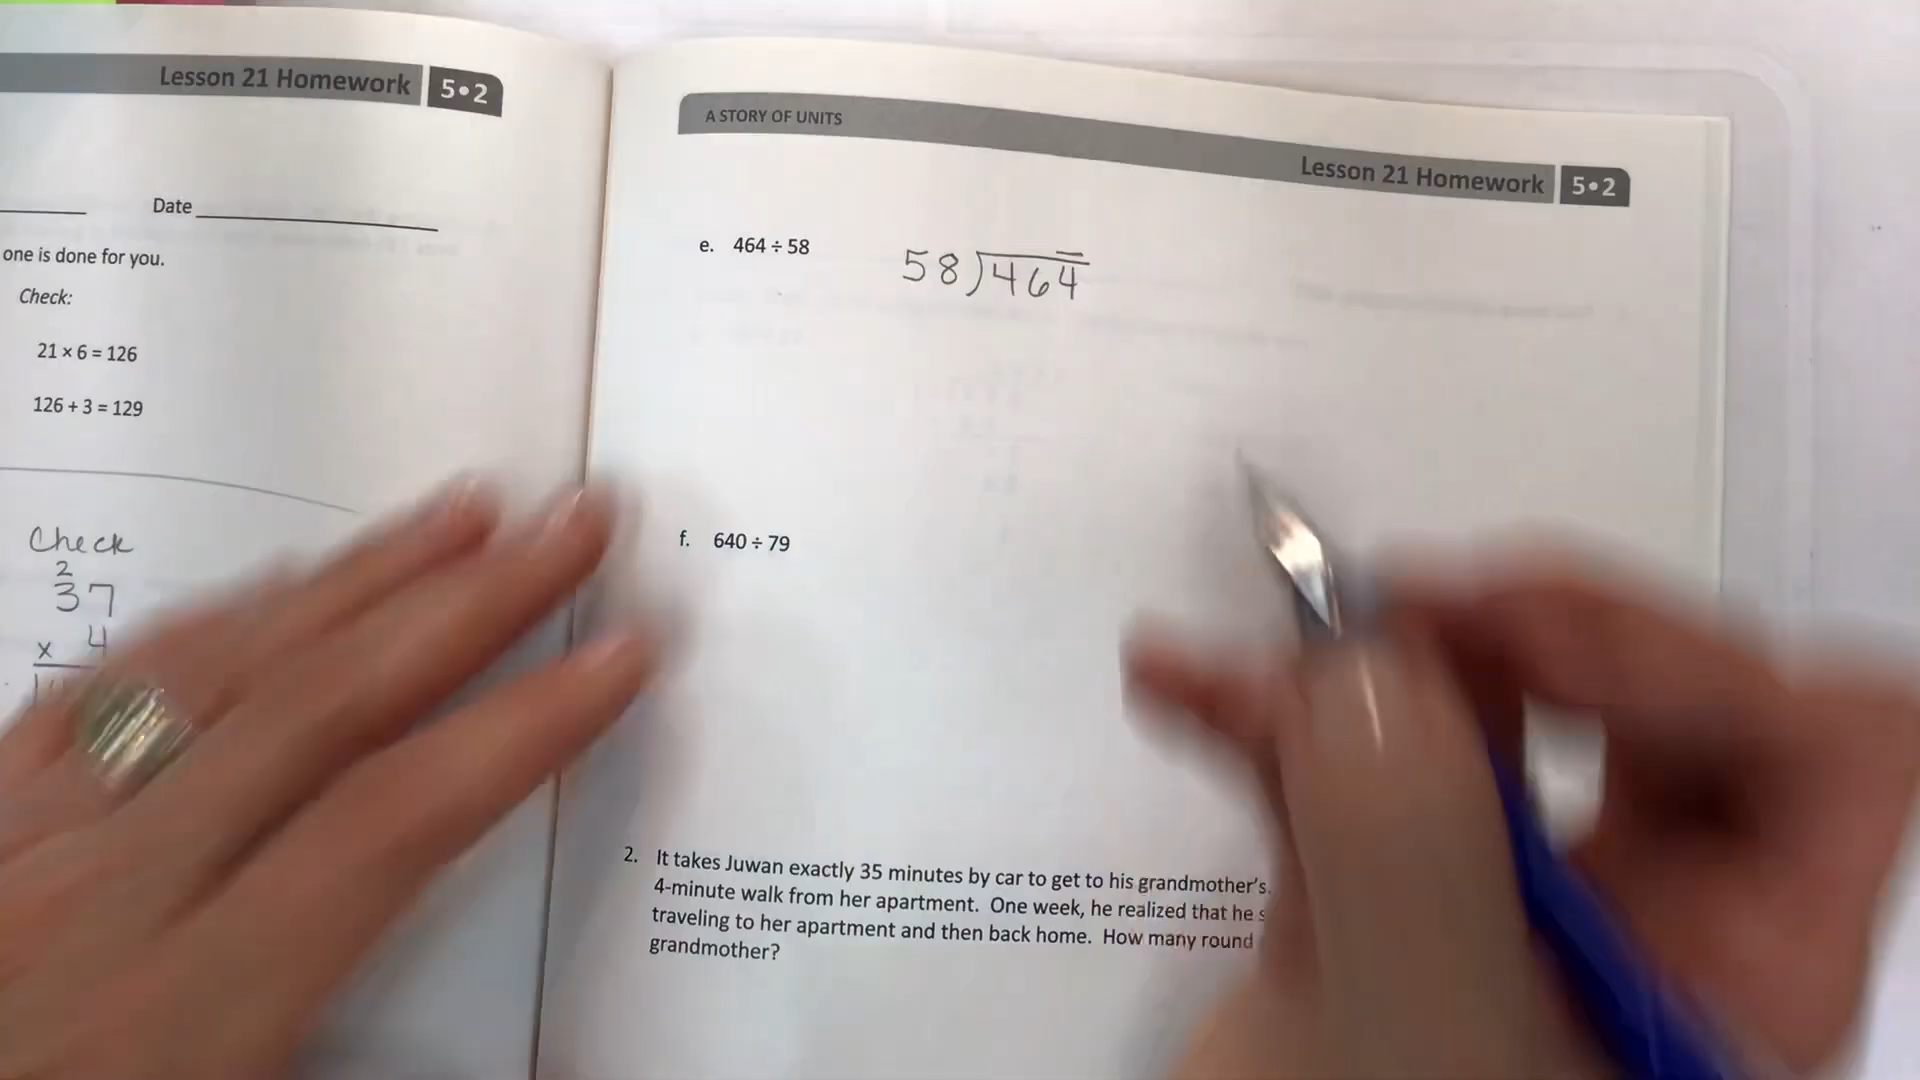 Lesson 21 Homework 5•2
Date
one is done for you.
Check:
21 × 6 = 126
126 + 3 = 129
Check
2
37
x 4
A STORY OF UNITS
Lesson 21 Homework 5•2
e. 464 ÷ 58
58)464
f. 640 ÷ 79
2. It takes Juwan exactly 35 minutes by car to get to his grandmother's.
4-minute walk from her apartment. One week, he realized that he
traveling to her apartment and then back home. How many round
grandmother?